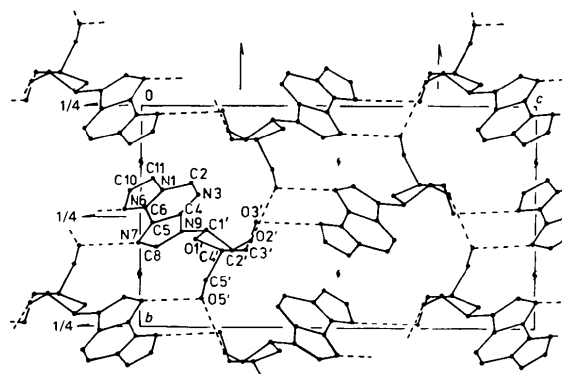 O c
1/4
C11
C10 N1 C2
N3
N6 C6 C4
1/4 C5 N9 C1' O3'
N7 O1' O2'
C8 C4' C2' C3'
C5'
O5'
1/4 b